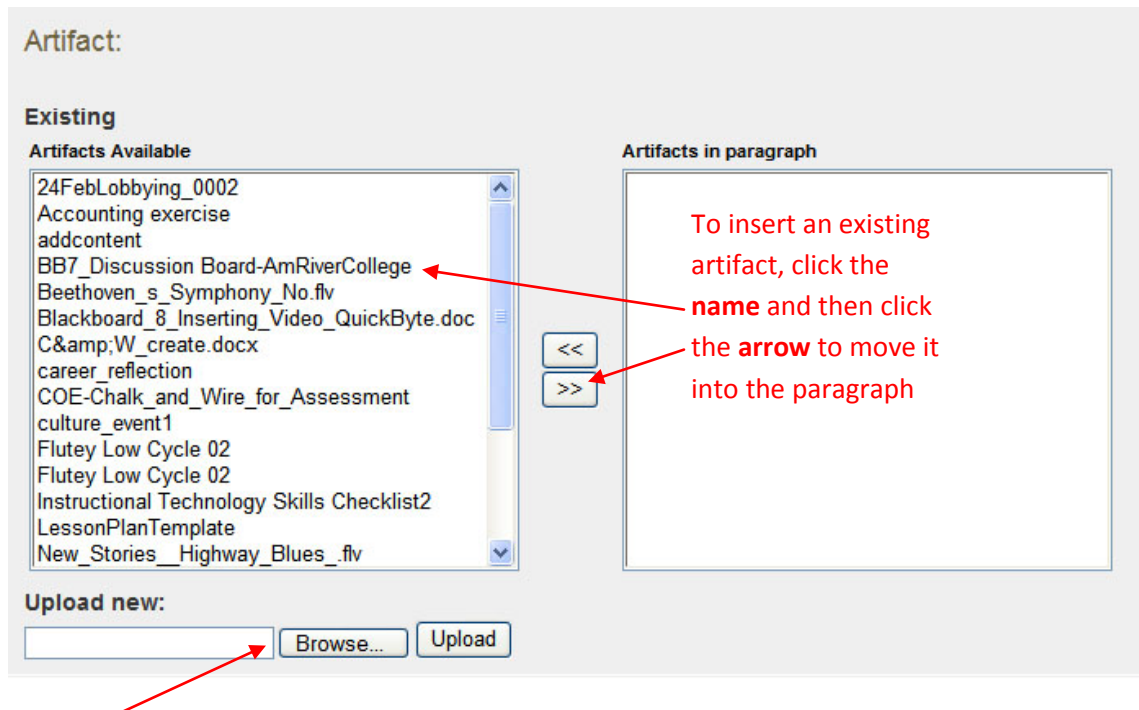 Artifact:
Existing
Artifacts Available
24FebLobbying_0002
Accounting exercise
addcontent
BB7_Discussion Board-AmRiverCollege
Beethoven_s_Symphony_No.flv
Blackboard_8_Inserting_Video_QuickByte.doc
C&amp;W_create.docx
career_reflection
COE-Chalk_and_Wire_for_Assessment
culture_event1
Flutey Low Cycle 02
Flutey Low Cycle 02
Instructional Technology Skills Checklist2
LessonPlanTemplate
New_Stories__Highway_Blues_.flv
<<
>>
Artifacts in paragraph
To insert an existing
artifact, click the
name and then click
the arrow to move it
into the paragraph
Upload new:
Browse... Upload